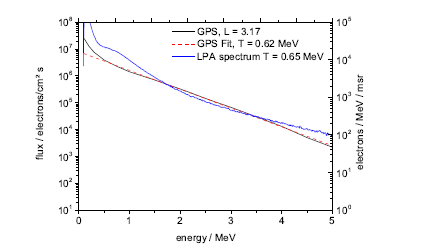 GPS, L = 3.17
GPS Fit, T = 0.62 MeV
LPA spectrum T = 0.65 MeV
10⁸
10⁷
10⁶
10⁵
10⁴
10³
10²
10¹
flux / electrons/cm² s
10⁵
10⁴
10³
10²
10¹
10⁰
electrons / MeV / msr
0 1 2 3 4 5
energy / MeV